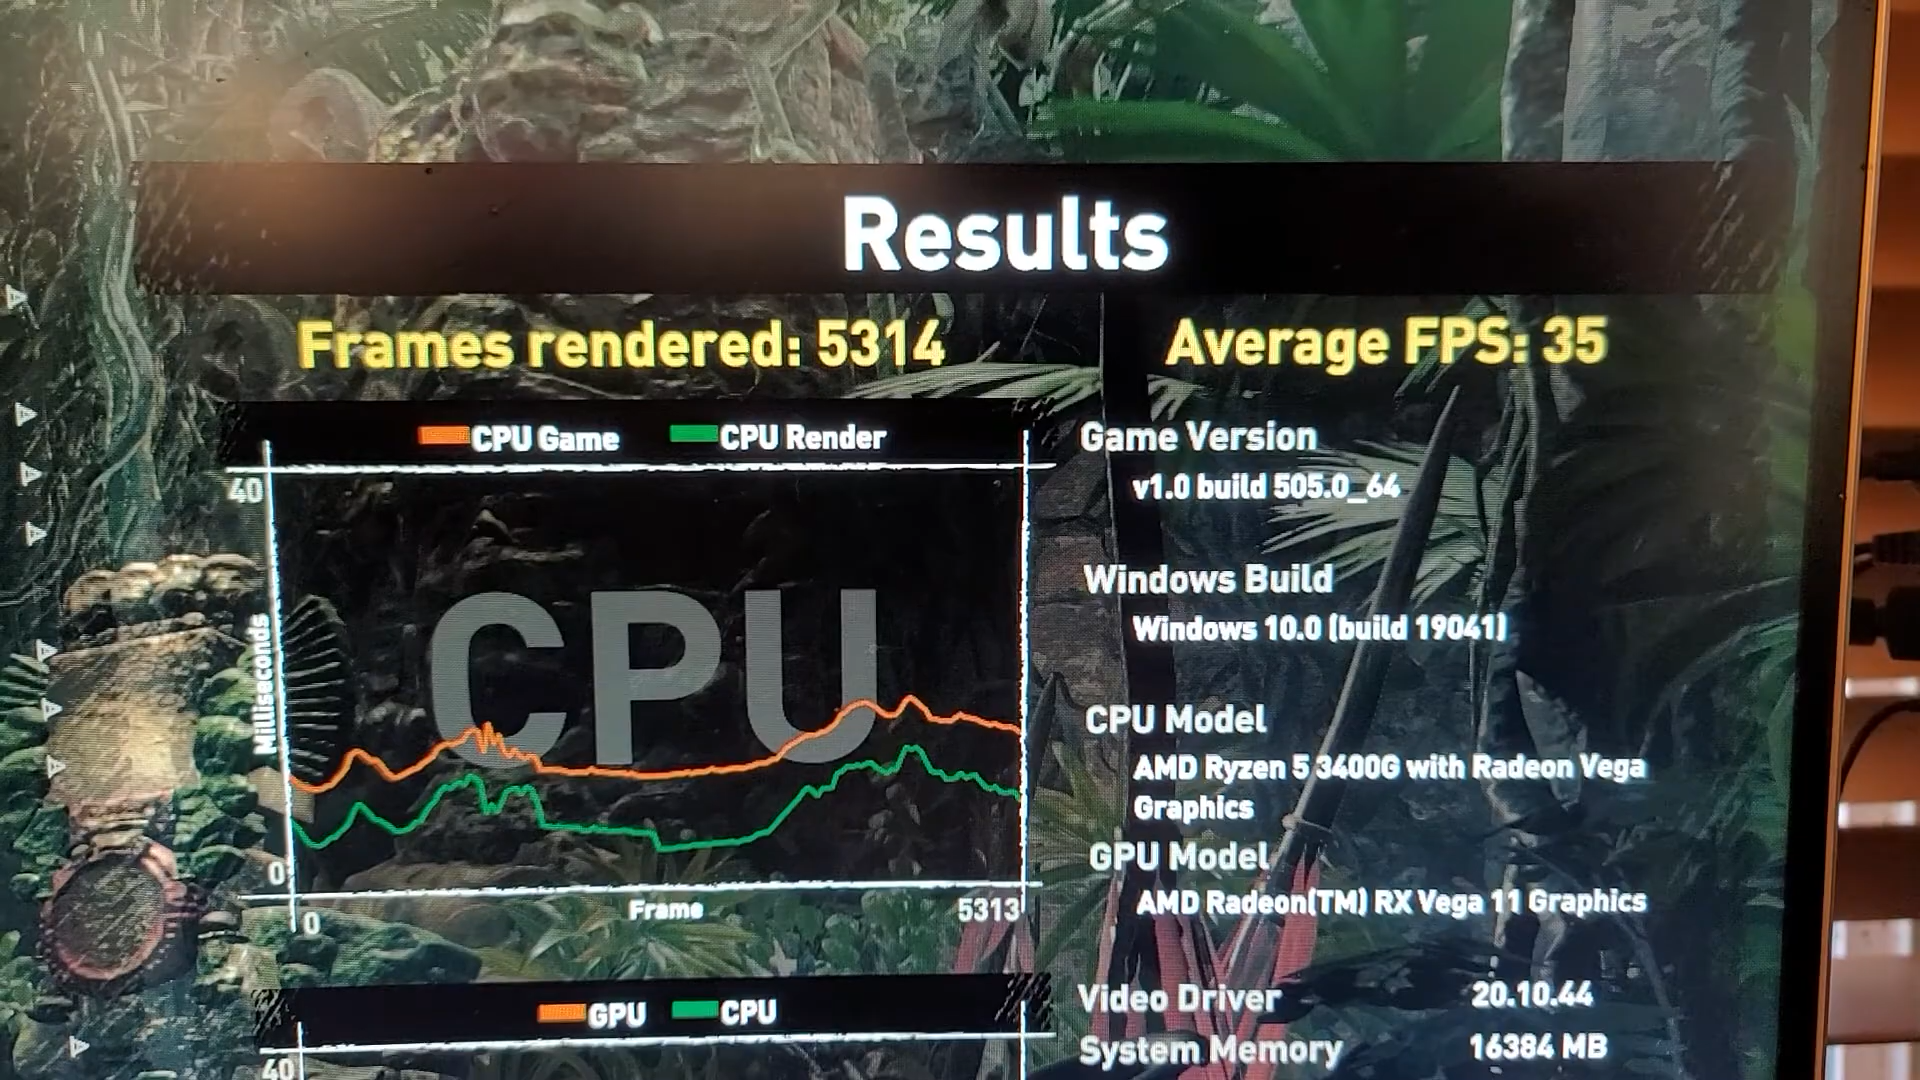 Results
Frames rendered: 5314
Average FPS: 35
CPU Game
CPU Render
40
CPU
Milliseconds
0
0
Frame
5313
Game Version
v1.0 build 505.0_64
Windows Build
Windows 10.0 (build 19041)
CPU Model
AMD Ryzen 5 3400G with Radeon Vega
Graphics
GPU Model
AMD Radeon(TM) RX Vega 11 Graphics
Video Driver 20.10.44
System Memory 16384 MB
GPU
CPU
40